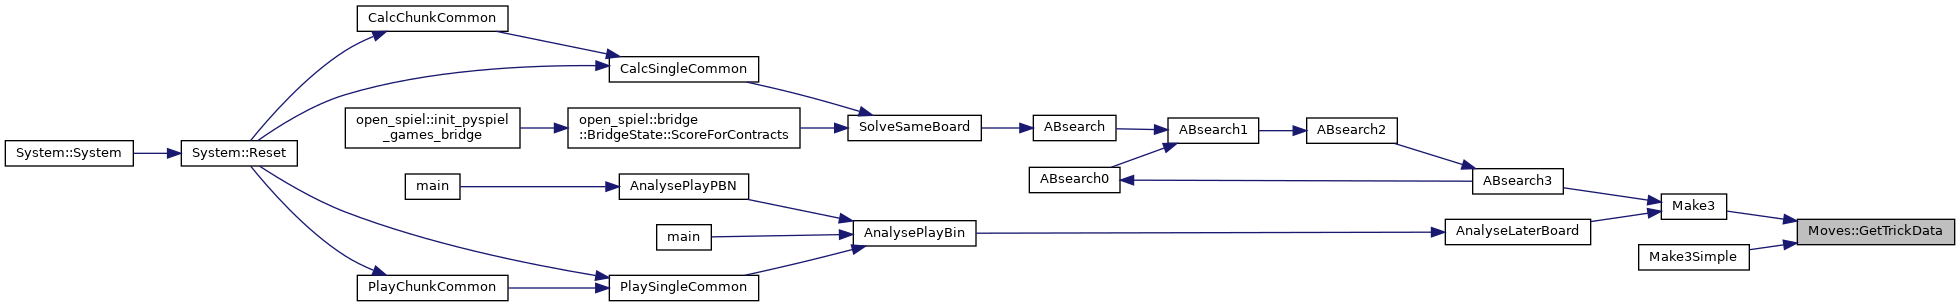 CalcChunkCommon
CalcSingleCommon
open_spiel::init_pyspiel
_games_bridge
open_spiel::bridge
::BridgeState::ScoreForContracts
SolveSameBoard
ABsearch
ABsearch1
ABsearch2
System::System
System::Reset
main
AnalysePlayPBN
ABsearch0
ABsearch3
Make3
main
AnalysePlayBin
AnalyseLaterBoard
Moves::GetTrickData
Make3Simple
PlayChunkCommon
PlaySingleCommon